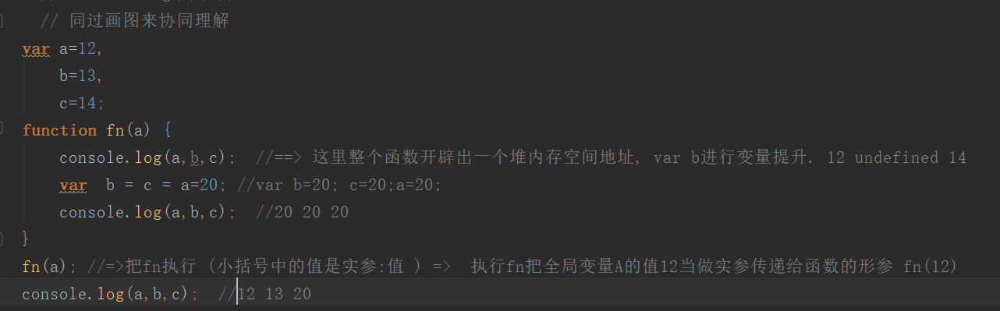 // 同过画图来协同理解
var a=12,
b=13,
c=14;
function fn(a) {
console.log(a,b,c); //==> 这里整个函数开辟出一个堆内存空间地址, var b进行变量提升. 12 undefined 14
var b = c = a=20; //var b=20; c=20;a=20;
console.log(a,b,c); //20 20 20
}
fn(a); //=>把fn执行 (小括号中的值是实参:值 ) => 执行fn把全局变量A的值12当做实参传递给函数的形参 fn(12)
console.log(a,b,c); //12 13 20